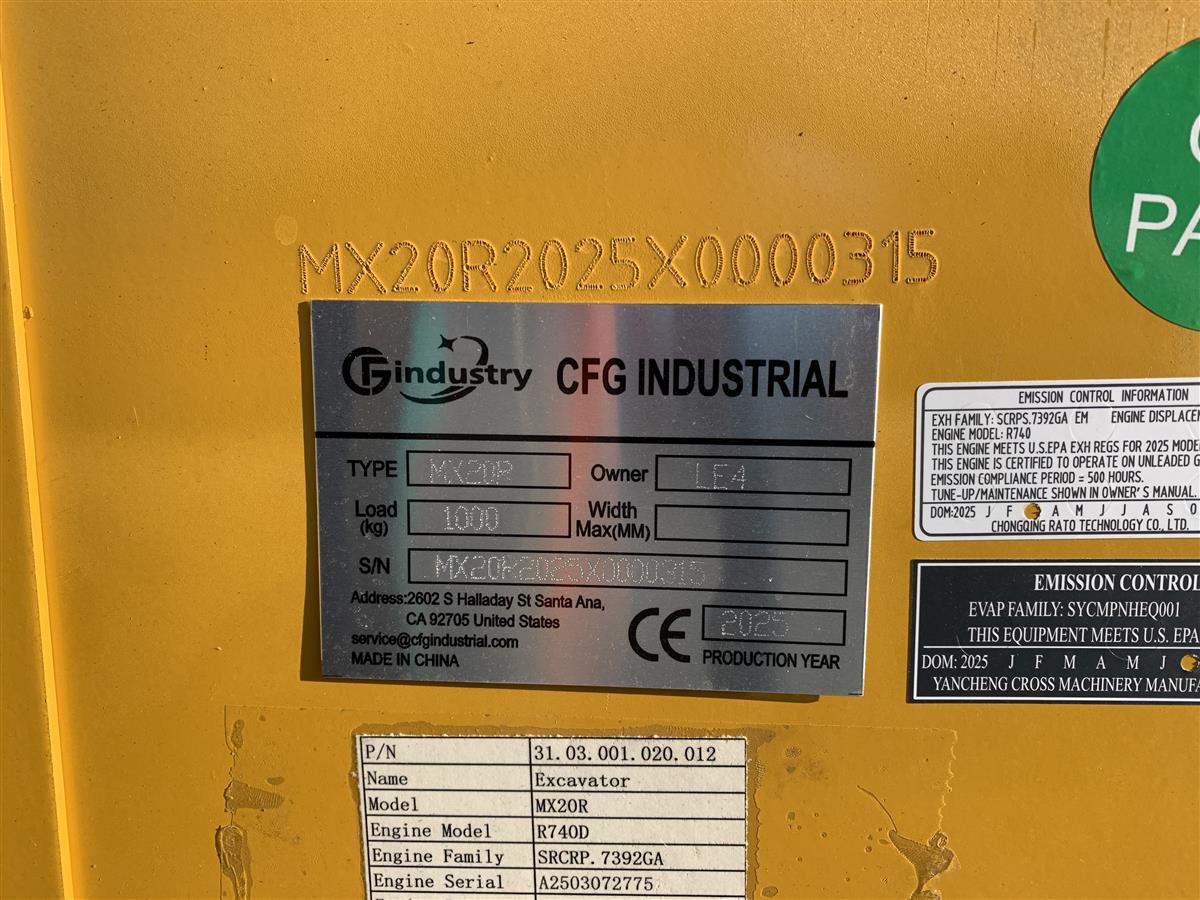 MX20R2025X0000315
PA
CFindustry CFG INDUSTRIAL
TYPE MX20R Owner LE4
Load (kg) 1000 Width Max(MM)
S/N MX20R2025X0000315
Address:2602 S Halladay St Santa Ana,
CA 92705 United States
service@cfgindustrial.com
MADE IN CHINA
CE 2025
PRODUCTION YEAR
EMISSION CONTROL INFORMATION
EXH FAMILY: SCRPS.7392GA EM ENGINE DISPLACEN
ENGINE MODEL: R740
THIS ENGINE MEETS U.S.EPA EXH REGS FOR 2025 MODE
THIS ENGINE IS CERTIFIED TO OPERATE ON UNLEADED G
EMISSION COMPLIANCE PERIOD = 500 HOURS.
TUNE-UP/MAINTENANCE SHOWN IN OWNER'S MANUAL.
DOM:2025 J F A M J J A S O
CHONGQING RATO TECHNOLOGY CO., LTD.
EMISSION CONTROL
EVAP FAMILY: SYCMPNHEQ001
THIS EQUIPMENT MEETS U.S. EPA
DOM: 2025 J F M A M J
YANCHENG CROSS MACHINERY MANUFA
P/N 31.03.001.020.012
Name Excavator
Model MX20R
Engine Model R740D
Engine Family SRCRP.7392GA
Engine Serial A2503072775